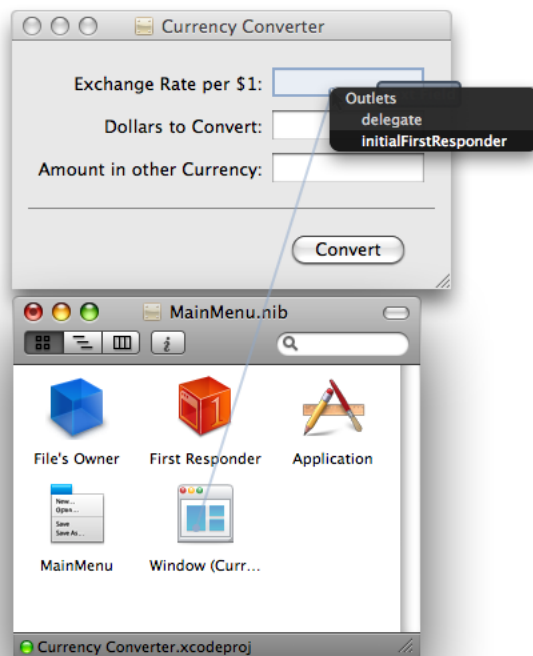 Currency Converter
Exchange Rate per $1:
Outlets
delegate
initialFirstResponder
Dollars to Convert:
Amount in other Currency:
Convert
MainMenu.nib
i
1
File's Owner
First Responder
Application
New...
Open...
Save
Save As...
MainMenu
Window (Curr...
Currency Converter.xcodeproj